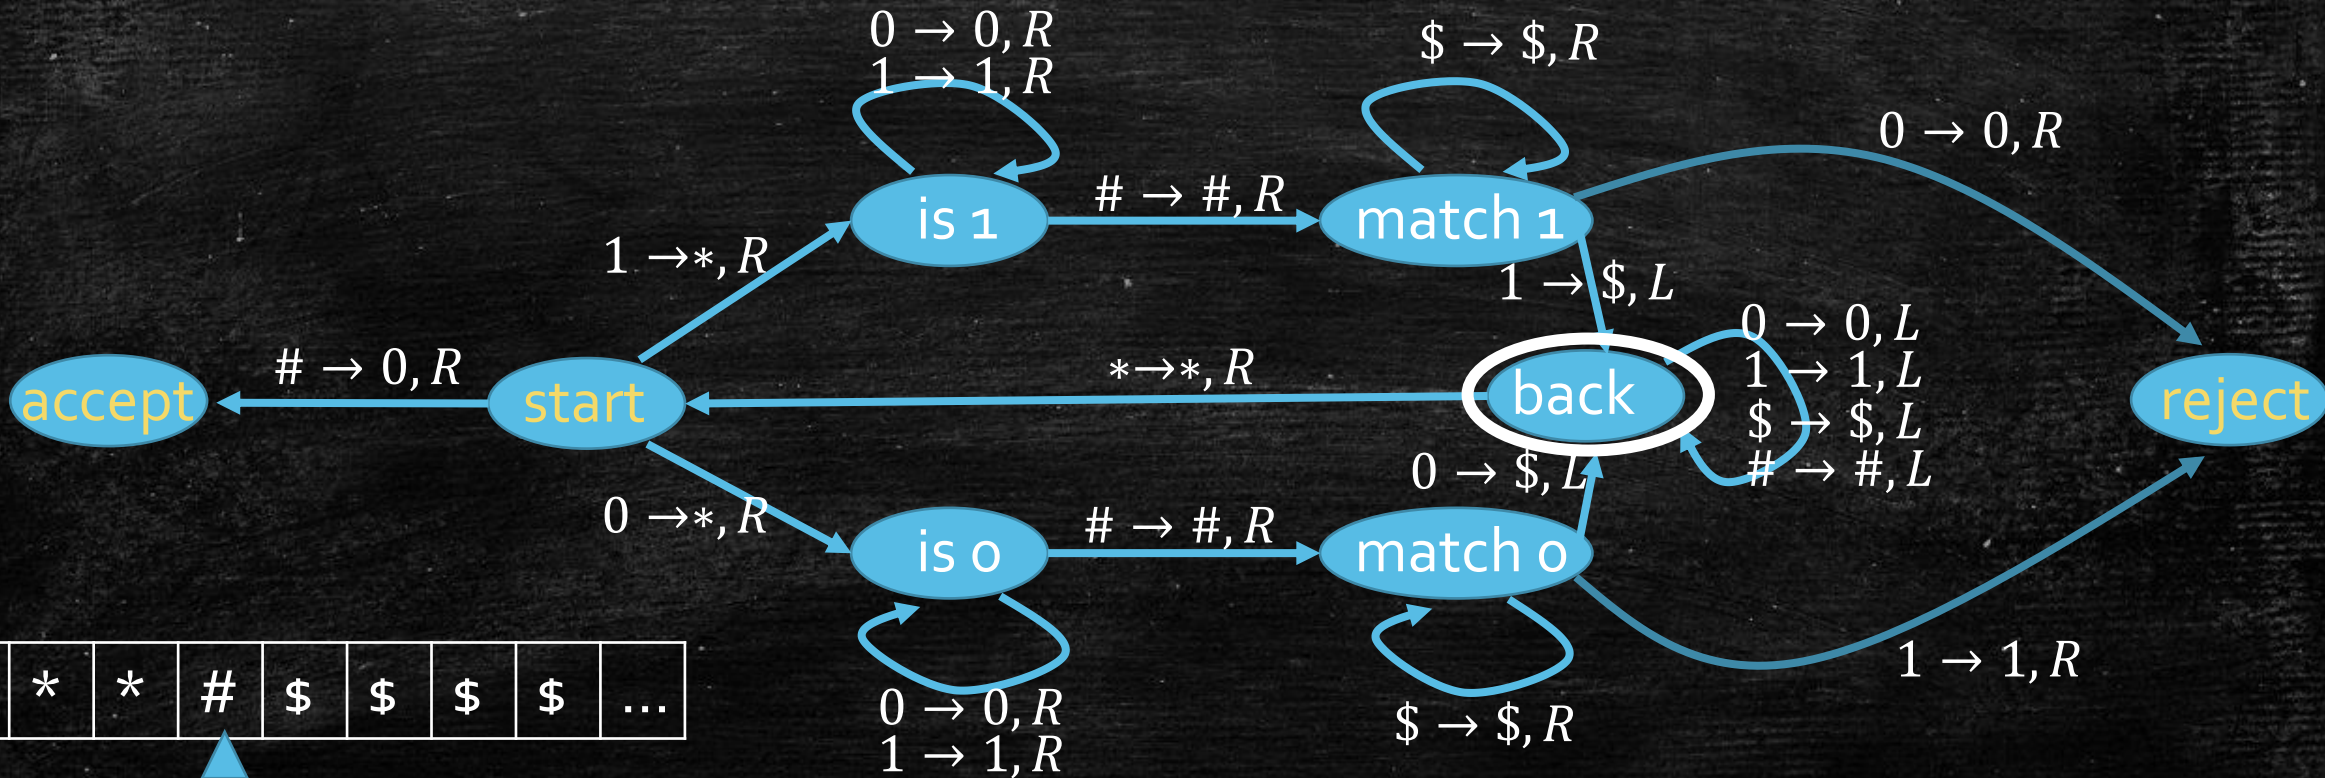 0 → 0, R
1 → 1, R
$ → $, R
0 → 0, R
# → #, R
is 1
match 1
1 →*, R
1 → $, L
0 → 0, L
1 → 1, L
$ → $, L
# → #, L
# → 0, R
*→*, R
accept
start
back
reject
0 → $, L
0 →*, R
# → #, R
is 0
match 0
1 → 1, R
* * # $ $ $ $ ...
0 → 0, R
1 → 1, R
$ → $, R